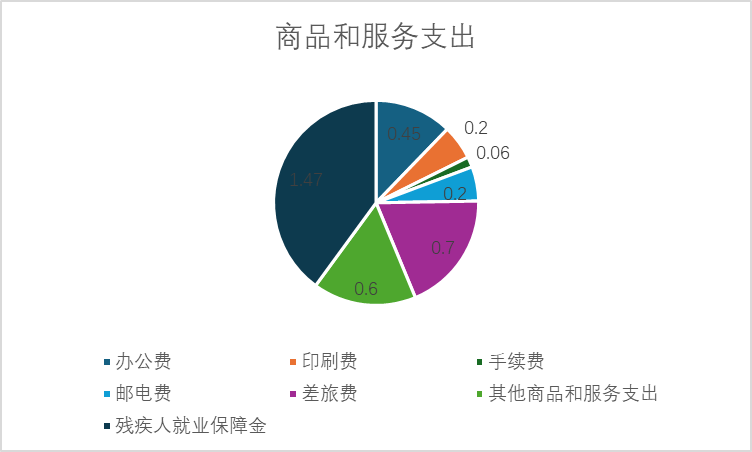 商品和服务支出
0.45
0.2
0.06
0.2
0.7
0.6
1.47
办公费
印刷费
手续费
邮电费
差旅费
其他商品和服务支出
残疾人就业保障金